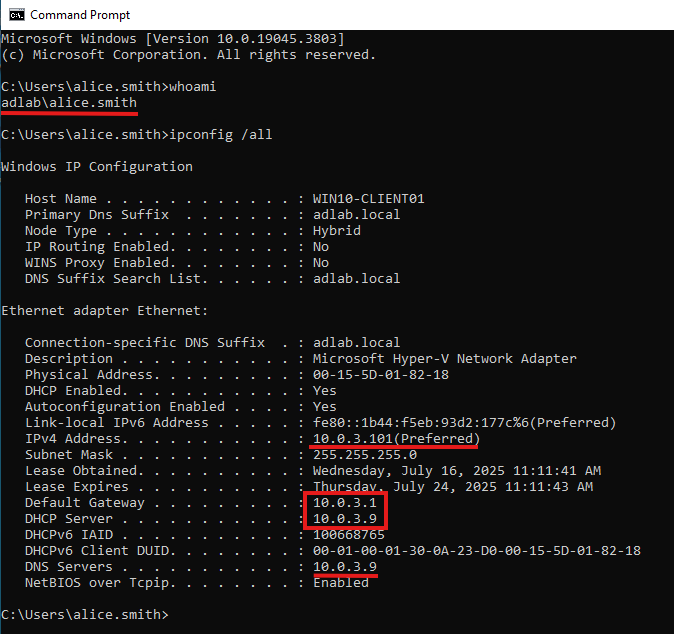 Command Prompt
Microsoft Windows [Version 10.0.19045.3803]
(c) Microsoft Corporation. All rights reserved.
C:\Users\alice.smith>whoami
adlab\alice.smith
C:\Users\alice.smith>ipconfig /all
Windows IP Configuration
Host Name . . . . . . . . . . . . : WIN10-CLIENT01
Primary Dns Suffix  . . . . . . . : adlab.local
Node Type . . . . . . . . . . . . : Hybrid
IP Routing Enabled. . . . . . . . : No
WINS Proxy Enabled. . . . . . . . : No
DNS Suffix Search List. . . . . . : adlab.local
Ethernet adapter Ethernet:
Connection-specific DNS Suffix  . : adlab.local
Description . . . . . . . . . . . : Microsoft Hyper-V Network Adapter
Physical Address. . . . . . . . . : 00-15-5D-01-82-18
DHCP Enabled. . . . . . . . . . . : Yes
Autoconfiguration Enabled . . . . : Yes
Link-local IPv6 Address . . . . . : fe80::1b44:f5eb:93d2:177c%6(Preferred)
IPv4 Address. . . . . . . . . . . : 10.0.3.101(Preferred)
Subnet Mask . . . . . . . . . . . : 255.255.255.0
Lease Obtained. . . . . . . . . . : Wednesday, July 16, 2025 11:11:41 AM
Lease Expires . . . . . . . . . . : Thursday, July 24, 2025 11:11:43 AM
Default Gateway . . . . . . . . . : 10.0.3.1
DHCP Server . . . . . . . . . . . : 10.0.3.9
DHCPv6 IAID . . . . . . . . . . . : 100668765
DHCPv6 Client DUID. . . . . . . . : 00-01-00-01-30-0A-23-D0-00-15-5D-01-82-18
DNS Servers . . . . . . . . . . . : 10.0.3.9
NetBIOS over Tcpip. . . . . . . . : Enabled
C:\Users\alice.smith>